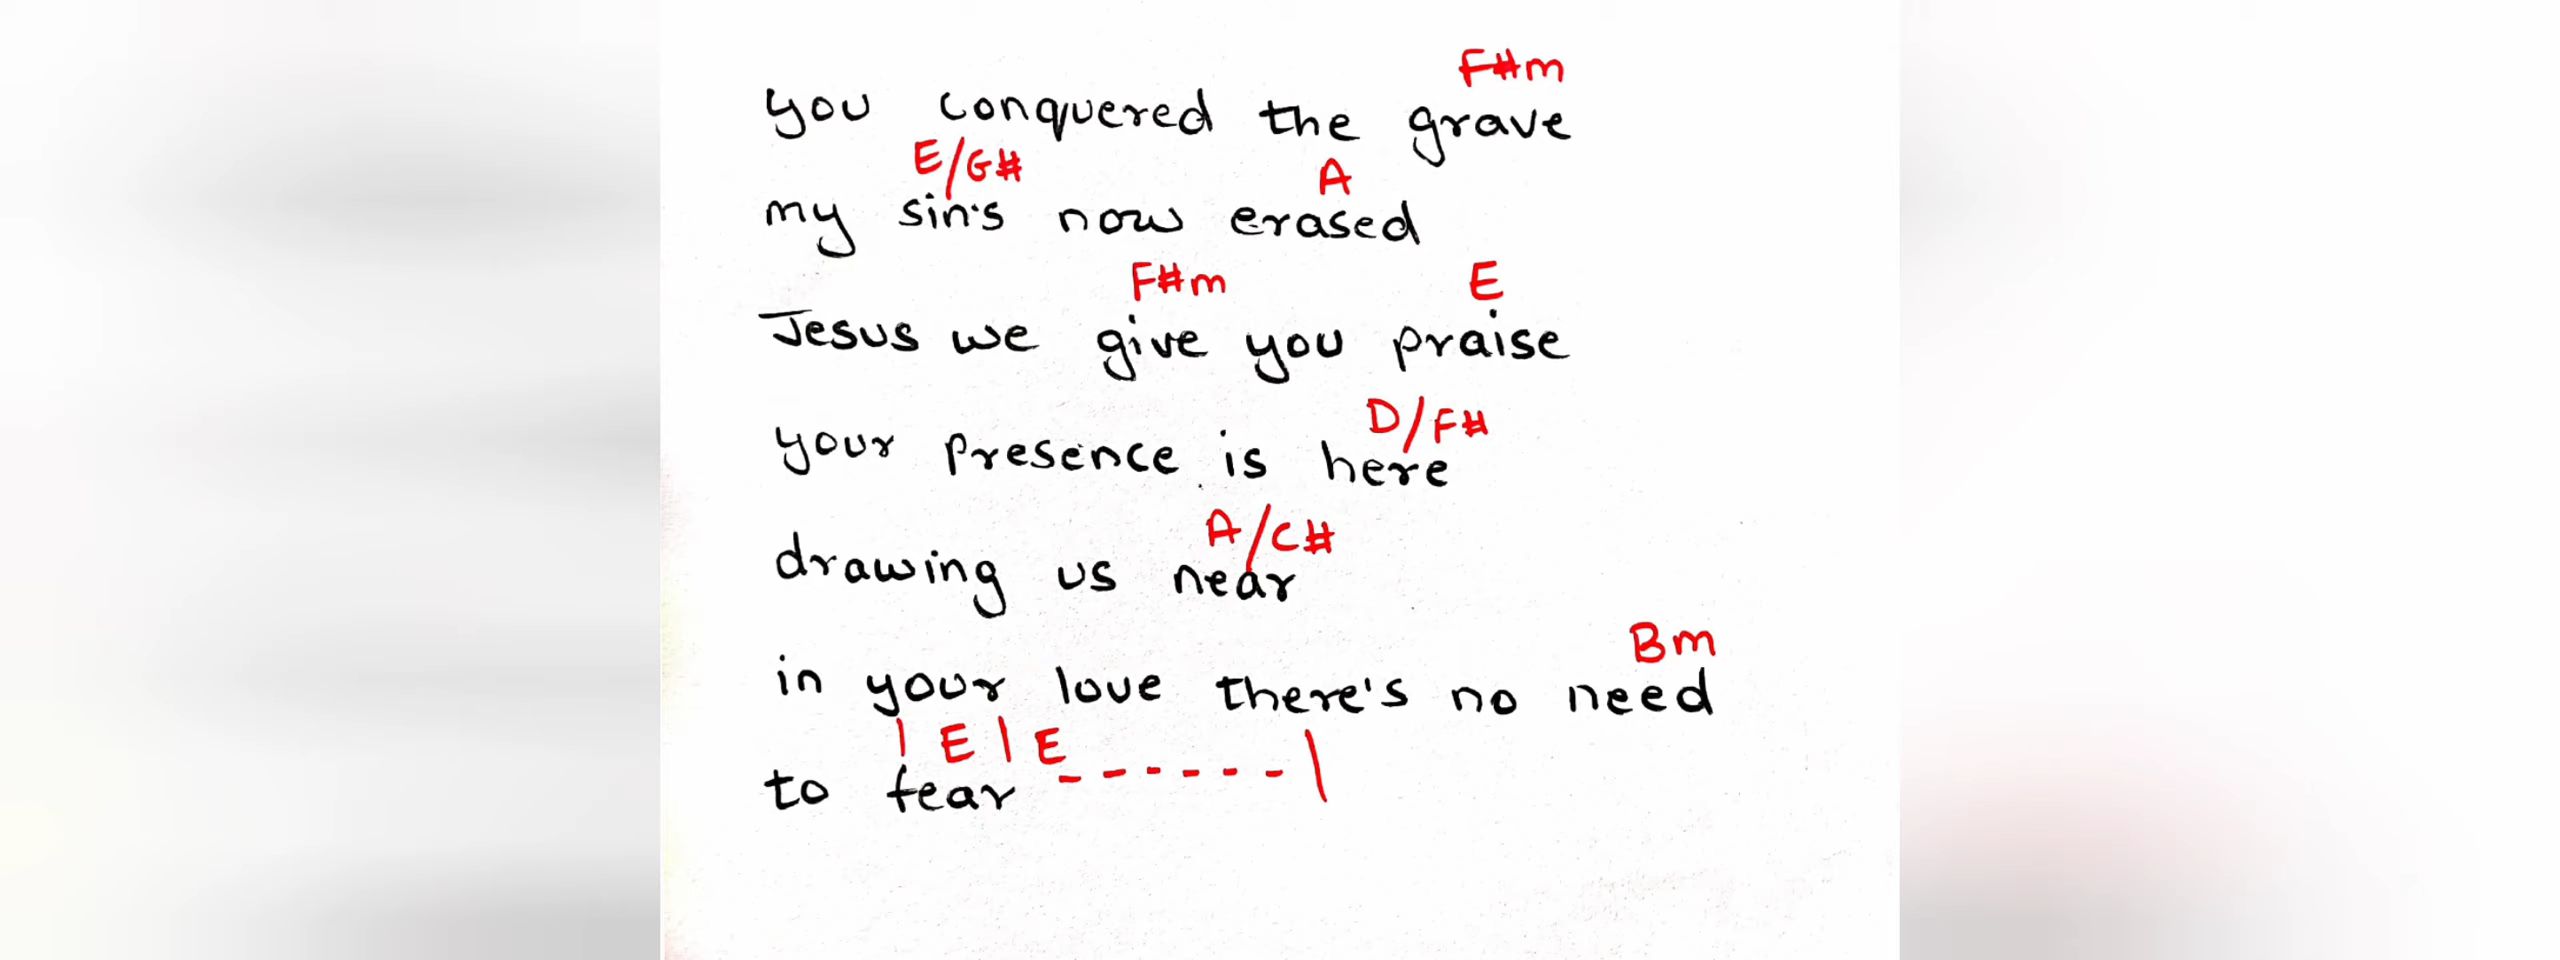 F#m
you conquered the grave
E/G# A
my sin's now erased
F#m E
Jesus we give you praise
D/F#
your presence is here
A/C#
drawing us near
Bm
in your love there's no need
| E | E ------ |
to fear